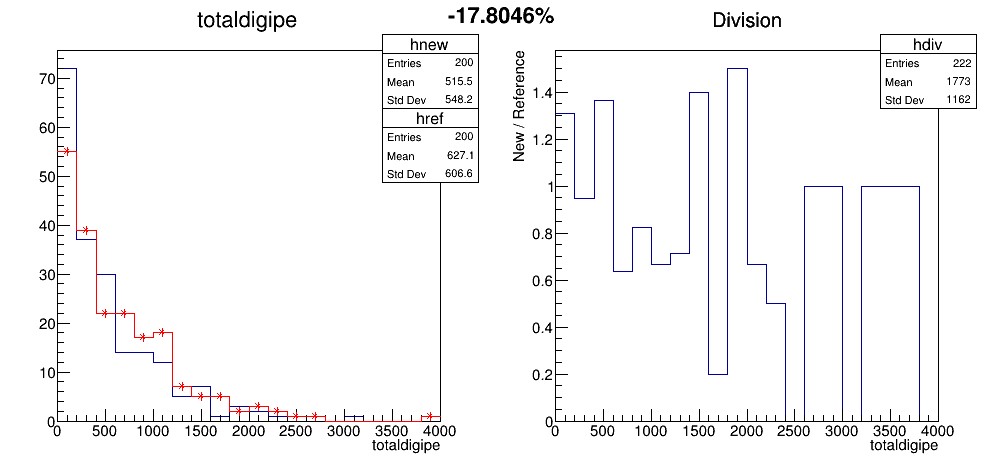 totaldigipe
-17.8046%
Division
hnew
Entries 200
Mean 515.5
Std Dev 548.2
href
Entries 200
Mean 627.1
Std Dev 606.6
70
60
50
40
30
20
10
0
0 500 1000 1500 2000 2500 3000 3500 4000
totaldigipe
hdiv
Entries 222
Mean 1773
Std Dev 1162
New / Reference
1.4
1.2
1
0.8
0.6
0.4
0.2
0
0 500 1000 1500 2000 2500 3000 3500 4000
totaldigipe